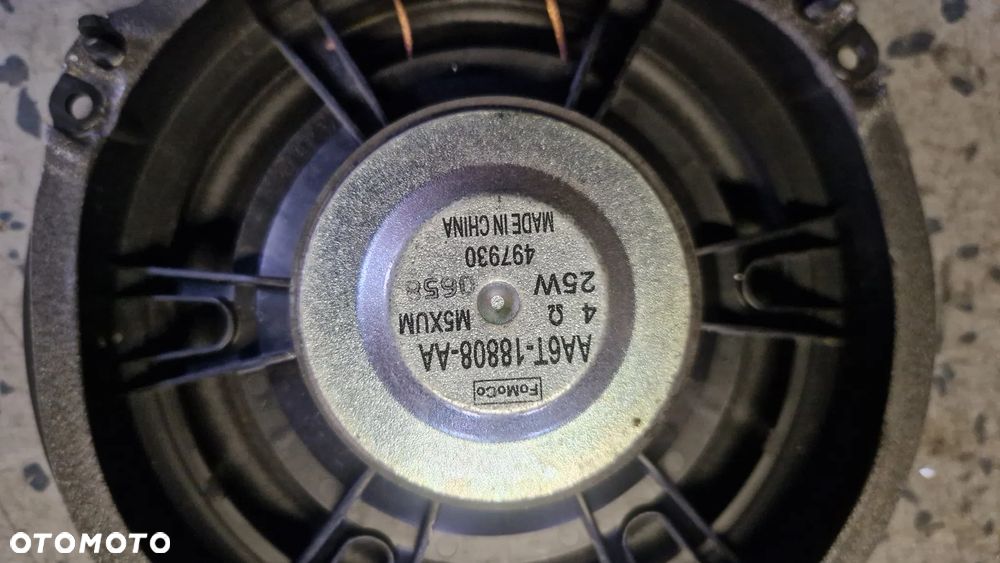 FoMoCo
AA6T-18808-AA
4 Ω M5XUM
25W 0658
497930
MADE IN CHINA
OTOMOTO